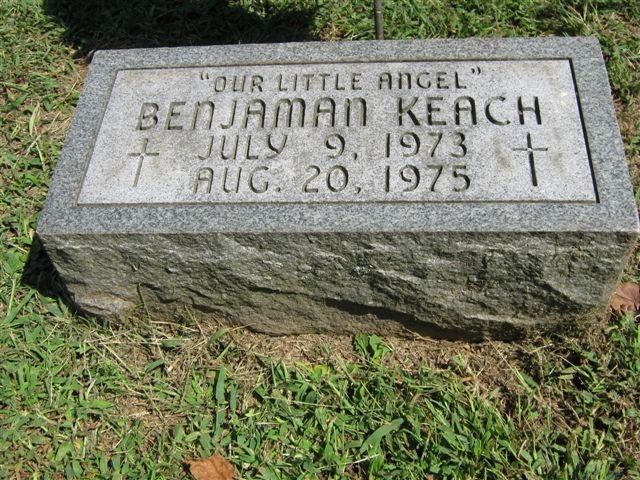 "OUR LITTLE ANGEL"
BENJAMAN KEACH
JULY 9, 1973
AUG. 20, 1975